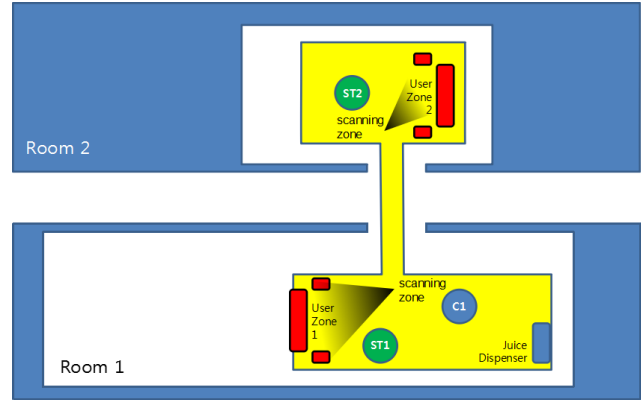 ST2
User
Zone
2
scanning
zone
Room 2
scanning
zone
User
Zone
1
C1
ST1
Juice
Dispenser
Room 1